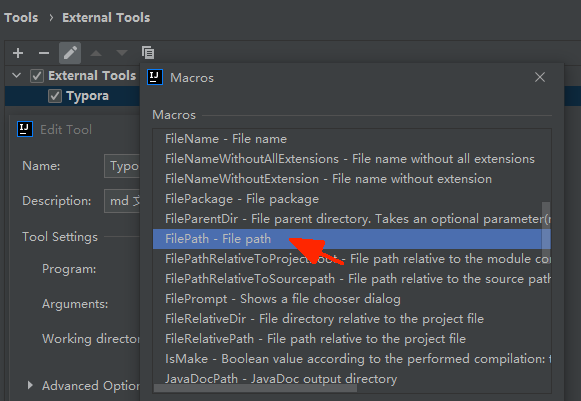 Tools › External Tools
External Tools
Typora
IJ Macros
Macros
FileName - File name
FileNameWithoutAllExtensions - File name without all extensions
FileNameWithoutExtension - File name without extension
FilePackage - File package
FileParentDir - File parent directory. Takes an optional parameter(
FilePath - File path
FilePathRelativeToProjectRoot - File path relative to the module co
FilePathRelativeToSourcepath - File path relative to the source path
FilePrompt - Shows a file chooser dialog
FileRelativeDir - File directory relative to the project file
FileRelativePath - File path relative to the project file
IsMake - Boolean value according to the performed compilation: t
JavaDocPath - JavaDoc output directory
IJ Edit Tool
Name: Typo
Description: md 文
Tool Settings
Program:
Arguments:
Working director
Advanced Option